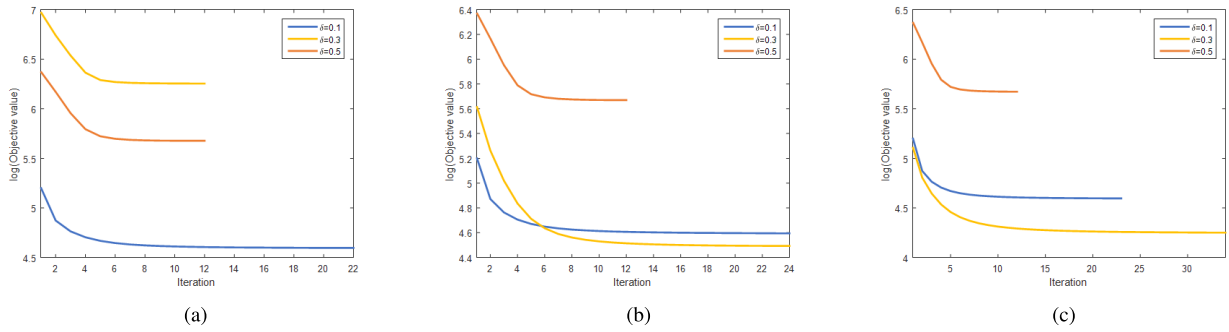 7
6.5
6
5.5
5
4.5
log(Objective value)
2 4 6 8 10 12 14 16 18 20 22
Iteration
δ=0.1
δ=0.3
δ=0.5
(a)
6.4
6.2
6
5.8
5.6
5.4
5.2
5
4.8
4.6
4.4
log(Objective value)
2 4 6 8 10 12 14 16 18 20 22 24
Iteration
δ=0.1
δ=0.3
δ=0.5
(b)
6.5
6
5.5
5
4.5
4
log(Objective value)
5 10 15 20 25 30
Iteration
δ=0.1
δ=0.3
δ=0.5
(c)